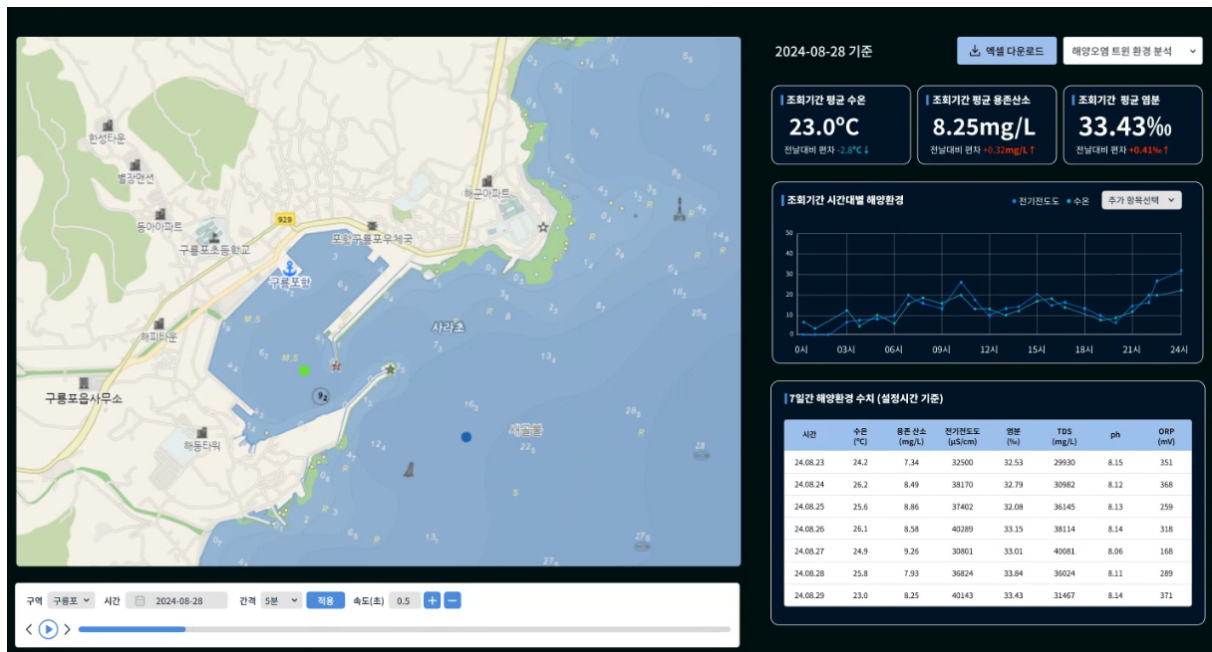 2024-08-28 기준
엑셀 다운로드
해양오염 트윈 환경 분석
조회기간 평균 수온
23.0°C
전날대비 편차 -2.8°C↓
조회기간 평균 용존산소
8.25mg/L
전날대비 편차 +0.32mg/L↑
조회기간 평균 염분
33.43‰
전날대비 편차 +0.41‰↑
조회기간 시간대별 해양환경
전기전도도 수온
추가 항목선택
50
40
30
20
10
0
0시 03시 06시 09시 12시 15시 18시 21시 24시
7일간 해양환경 수치 (설정시간 기준)
시간 수온 (°C) 용존 산소 (mg/L) 전기전도도 (µS/cm) 염분 (‰) TDS (mg/L) ph ORP (mV)
24.08.23 24.2 7.34 32500 32.53 29930 8.15 351
24.08.24 26.2 8.49 38170 32.79 30982 8.12 368
24.08.25 25.6 8.86 37402 32.08 36145 8.13 259
24.08.26 26.1 8.58 40289 33.15 38114 8.14 318
24.08.27 24.9 9.26 30801 33.01 40081 8.06 168
24.08.28 25.8 7.93 36824 33.84 36024 8.11 289
24.08.29 23.0 8.25 40143 33.43 31467 8.14 371
한성타운
별장맨션
동아아파트
구룡포초등학교
929
포항구룡포우체국
해군아파트
구룡포항
해피타운
사라초
구룡포읍사무소
해동타워
구역 구룡포 시간 2024-08-28 간격 5분 적용 속도(초) 0.5 + −